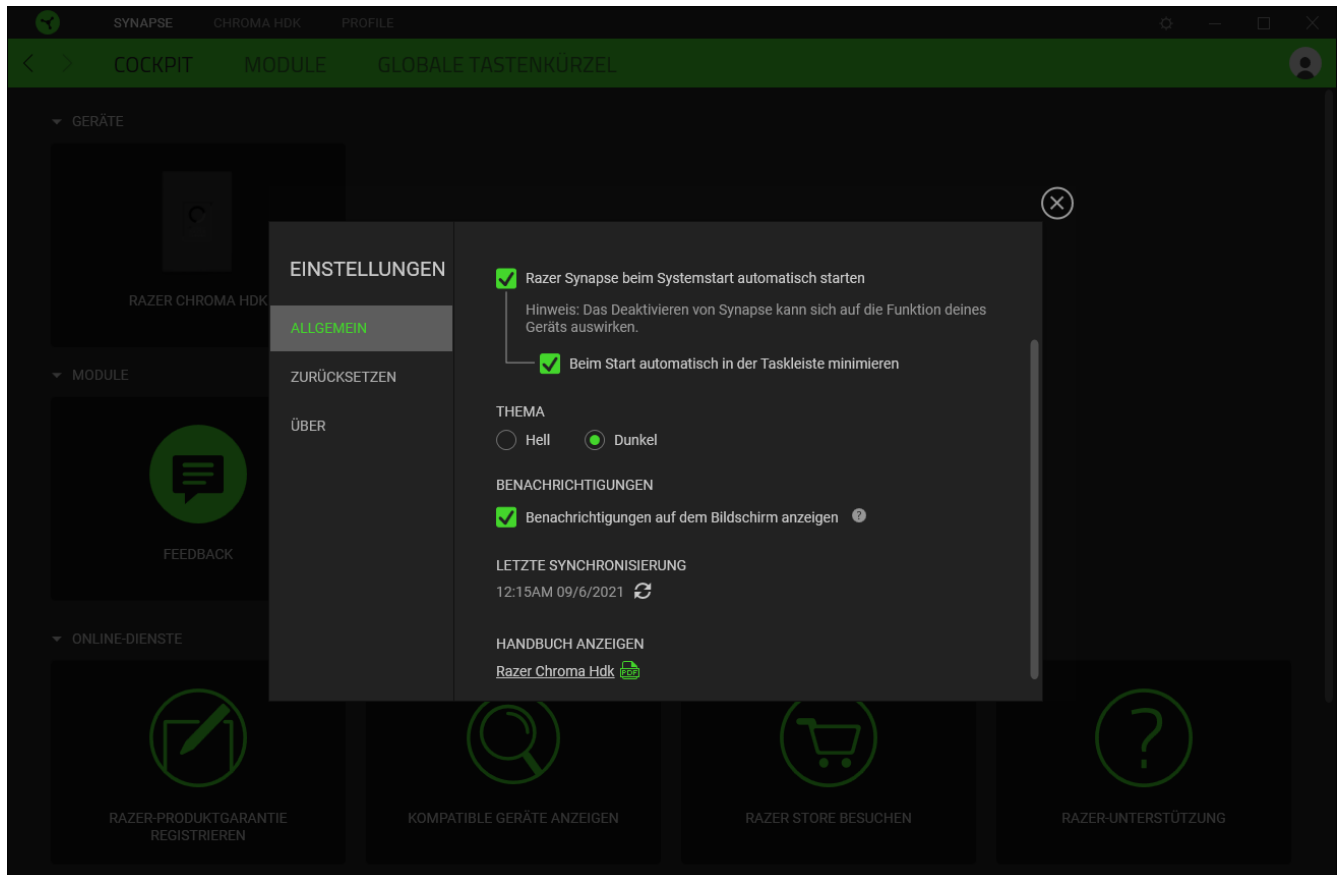 SYNAPSE CHROMA HDK PROFILE
COCKPIT MODULE GLOBALE TASTENKÜRZEL
GERÄTE
RAZER CHROMA HDK
MODULE
FEEDBACK
EINSTELLUNGEN
ALLGEMEIN
ZURÜCKSETZEN
ÜBER
Razer Synapse beim Systemstart automatisch starten
Hinweis: Das Deaktivieren von Synapse kann sich auf die Funktion deines
Geräts auswirken.
Beim Start automatisch in der Taskleiste minimieren
THEMA
Hell Dunkel
BENACHRICHTIGUNGEN
Benachrichtigungen auf dem Bildschirm anzeigen ?
LETZTE SYNCHRONISIERUNG
12:15AM 09/6/2021
HANDBUCH ANZEIGEN
Razer Chroma Hdk PDF
ONLINE-DIENSTE
RAZER-PRODUKTGARANTIE
REGISTRIEREN
KOMPATIBLE GERÄTE ANZEIGEN
RAZER STORE BESUCHEN
RAZER-UNTERSTÜTZUNG